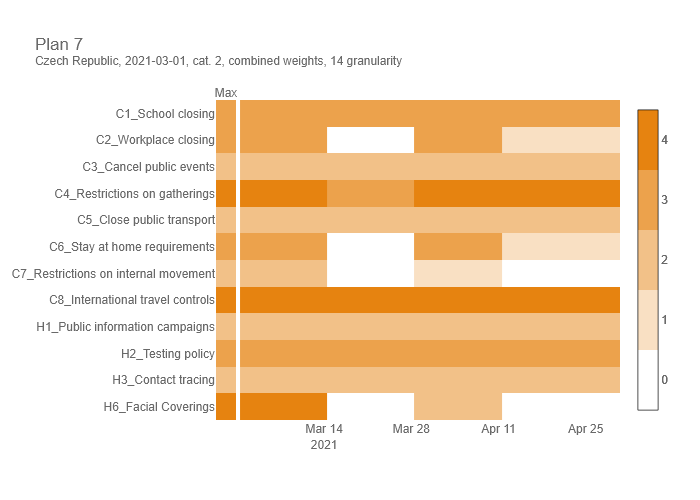 Plan 7
Czech Republic, 2021-03-01, cat. 2, combined weights, 14 granularity
Max
C1_School closing
C2_Workplace closing
C3_Cancel public events
C4_Restrictions on gatherings
C5_Close public transport
C6_Stay at home requirements
C7_Restrictions on internal movement
C8_International travel controls
H1_Public information campaigns
H2_Testing policy
H3_Contact tracing
H6_Facial Coverings
Mar 14 Mar 28 Apr 11 Apr 25
2021
4
3
2
1
0